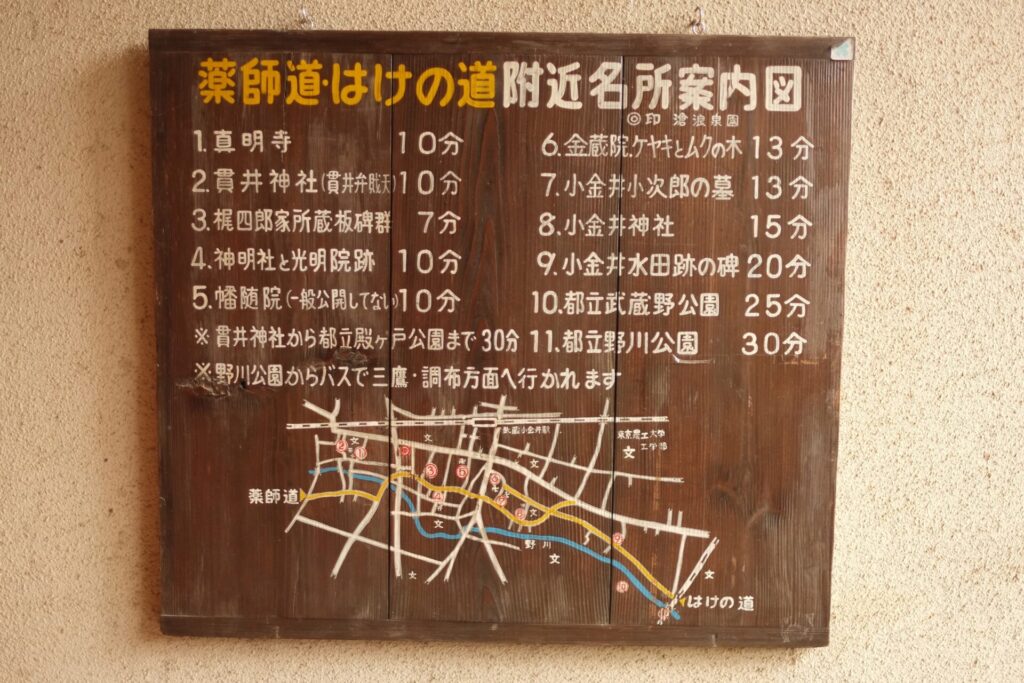 薬師道・はけの道附近名所案内図
◎印 滄浪泉園
1.真明寺 10分
2.貫井神社(貫井弁戝天)10分
3.梶四郎家所蔵板碑群 7分
4.神明社と光明院跡 10分
5.幡随院(一般公開してない)10分
6.金蔵院、ケヤキとムクの木 13分
7.小金井小次郎の墓 13分
8.小金井神社 15分
9.小金井水田跡の碑 20分
10.都立武蔵野公園 25分
11.都立野川公園 30分
※貫井神社から都立殿ヶ戸公園まで30分
※野川公園からバスで三鷹・調布方面へ行かれます
武蔵小金井駅
東京農工大学
工学部
文
薬師道
野川
はけの道